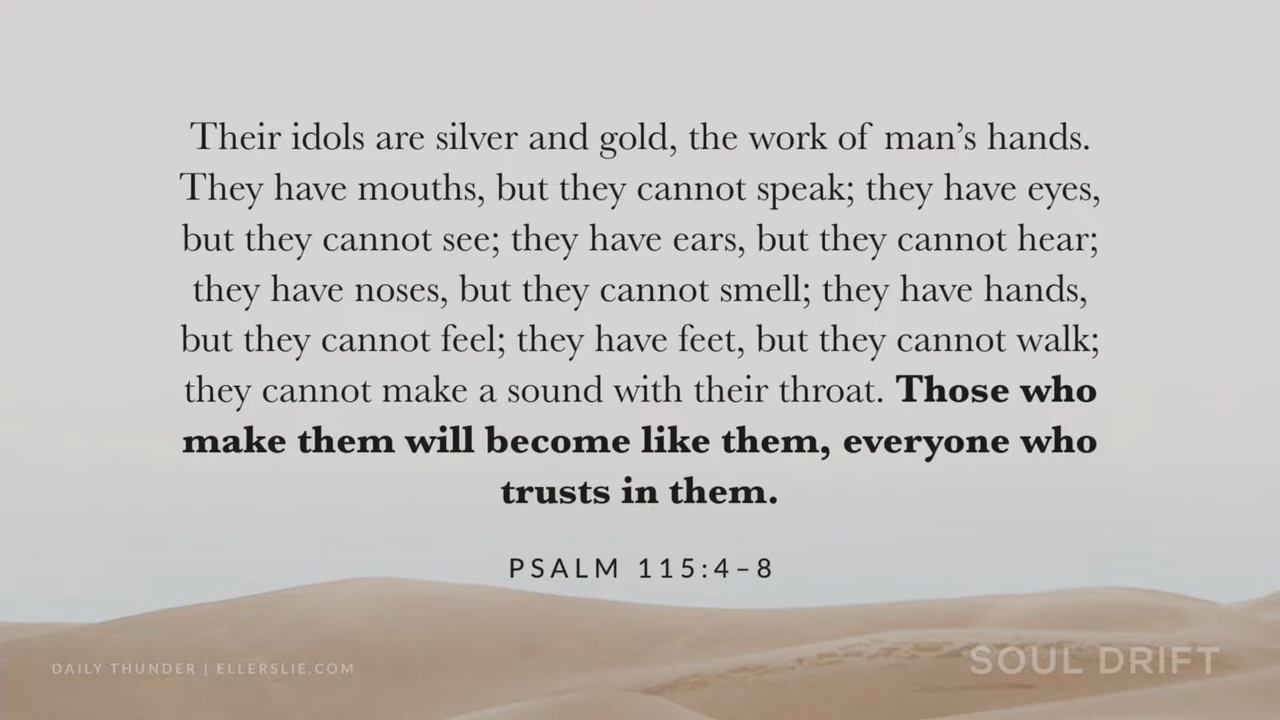 Their idols are silver and gold, the work of man’s hands.
They have mouths, but they cannot speak; they have eyes,
but they cannot see; they have ears, but they cannot hear;
they have noses, but they cannot smell; they have hands,
but they cannot feel; they have feet, but they cannot walk;
they cannot make a sound with their throat. Those who
make them will become like them, everyone who
trusts in them.
PSALM 115:4–8
DAILY THUNDER | ELLERSLIE.COM
SOUL DRIFT